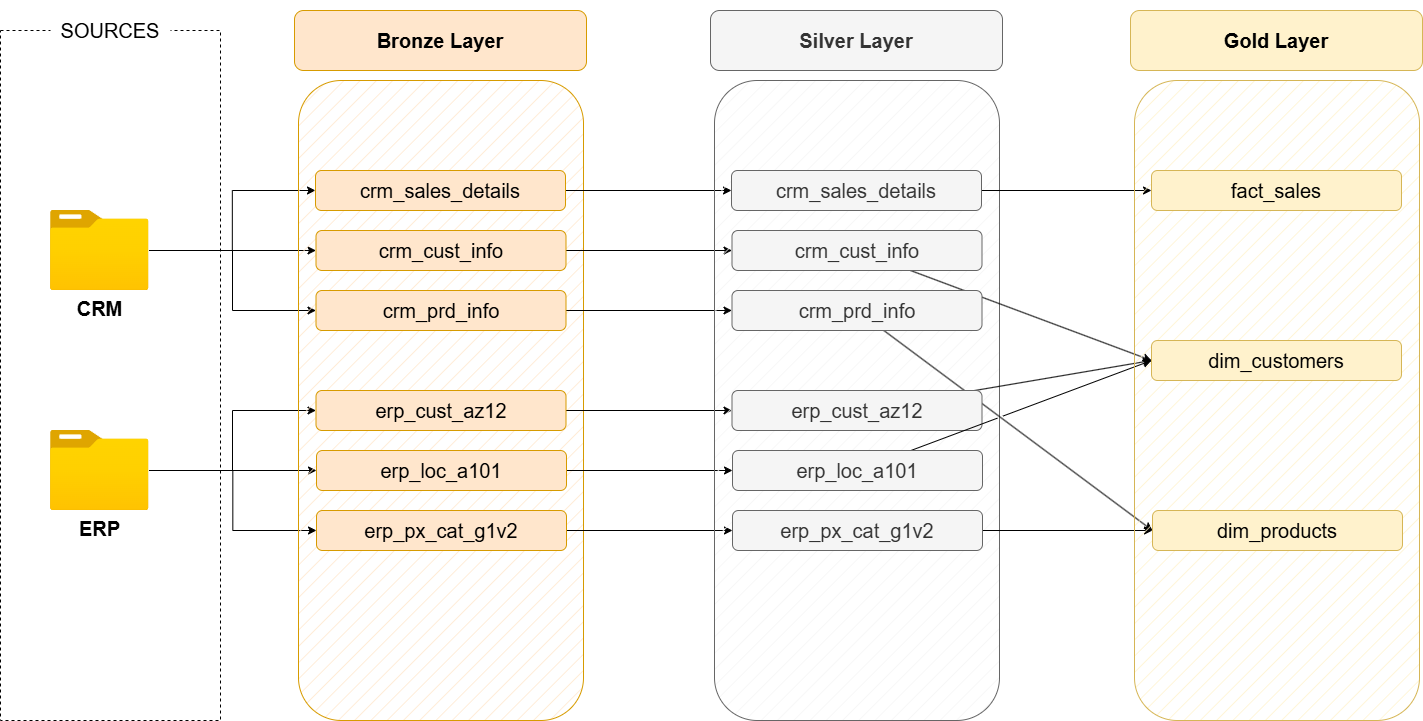 SOURCES
Bronze Layer
Silver Layer
Gold Layer
crm_sales_details
crm_sales_details
fact_sales
crm_cust_info
crm_cust_info
CRM
crm_prd_info
crm_prd_info
dim_customers
erp_cust_az12
erp_cust_az12
erp_loc_a101
erp_loc_a101
ERP
erp_px_cat_g1v2
erp_px_cat_g1v2
dim_products